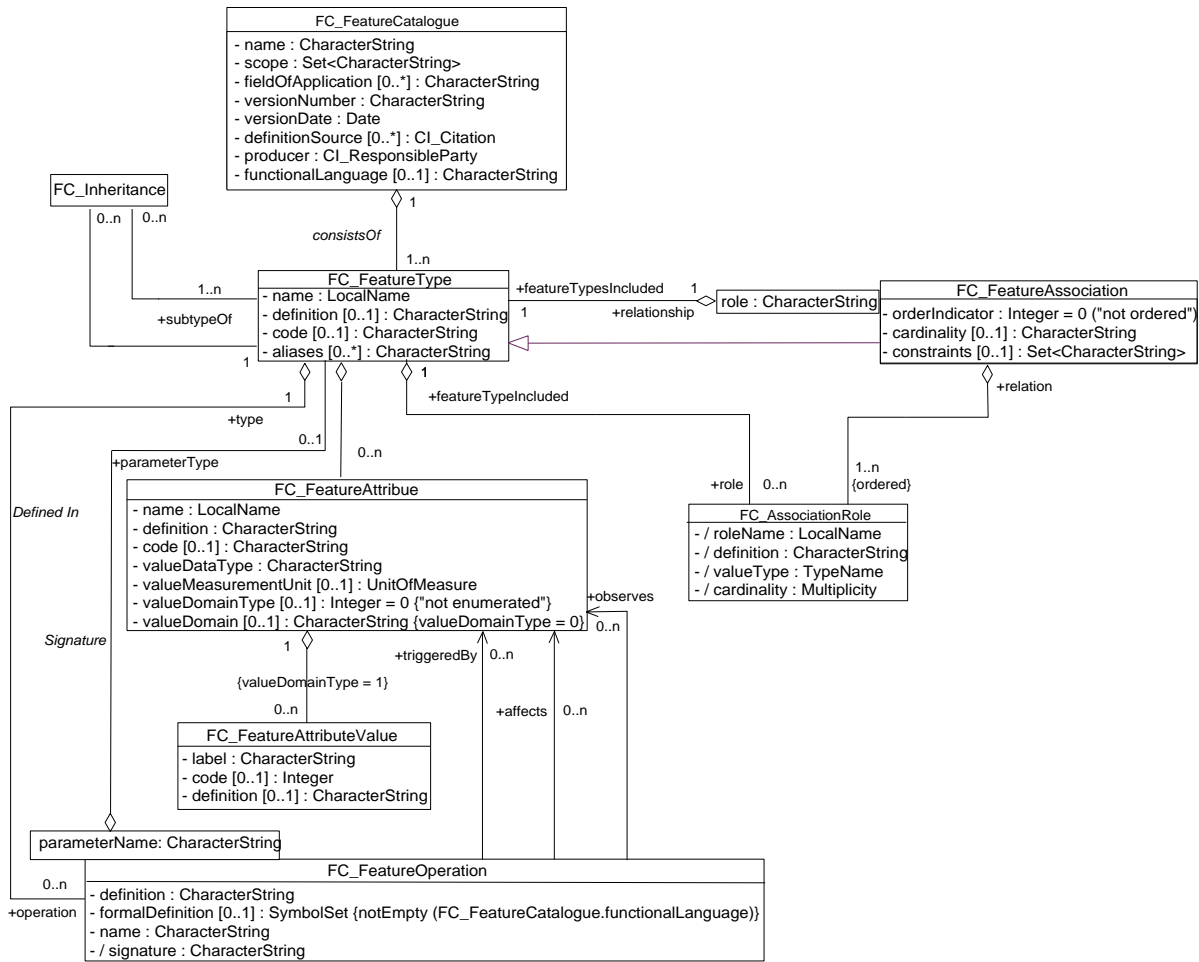 FC_FeatureCatalogue
- name : CharacterString
- scope : Set<CharacterString>
- fieldOfApplication [0..*] : CharacterString
- versionNumber : CharacterString
- versionDate : Date
- definitionSource [0..*] : CI_Citation
- producer : CI_ResponsibleParty
- functionalLanguage [0..1] : CharacterString
FC_Inheritance
0..n
0..n
1
consistsOf
1..n
1..n
+subtypeOf
1
FC_FeatureType
- name : LocalName
- definition [0..1] : CharacterString
- code [0..1] : CharacterString
- aliases [0..*] : CharacterString
+featureTypesIncluded
1
1
+relationship
role : CharacterString
FC_FeatureAssociation
- orderIndicator : Integer = 0 ("not ordered")
- cardinality [0..1] : CharacterString
- constraints [0..1] : Set<CharacterString>
1
+type
1
+featureTypeIncluded
+relation
0..1
+parameterType
0..n
+role
0..n
1..n
{ordered}
Defined In
Signature
FC_FeatureAttribue
- name : LocalName
- definition : CharacterString
- code [0..1] : CharacterString
- valueDataType : CharacterString
- valueMeasurementUnit [0..1] : UnitOfMeasure
- valueDomainType [0..1] : Integer = 0 {"not enumerated"}
- valueDomain [0..1] : CharacterString {valueDomainType = 0}
FC_AssociationRole
- / roleName : LocalName
- / definition : CharacterString
- / valueType : TypeName
- / cardinality : Multiplicity
+observes
0..n
1
{valueDomainType = 1}
0..n
+triggeredBy
0..n
+affects
0..n
FC_FeatureAttributeValue
- label : CharacterString
- code [0..1] : Integer
- definition [0..1] : CharacterString
parameterName: CharacterString
0..n
+operation
FC_FeatureOperation
- definition : CharacterString
- formalDefinition [0..1] : SymbolSet {notEmpty (FC_FeatureCatalogue.functionalLanguage)}
- name : CharacterString
- / signature : CharacterString